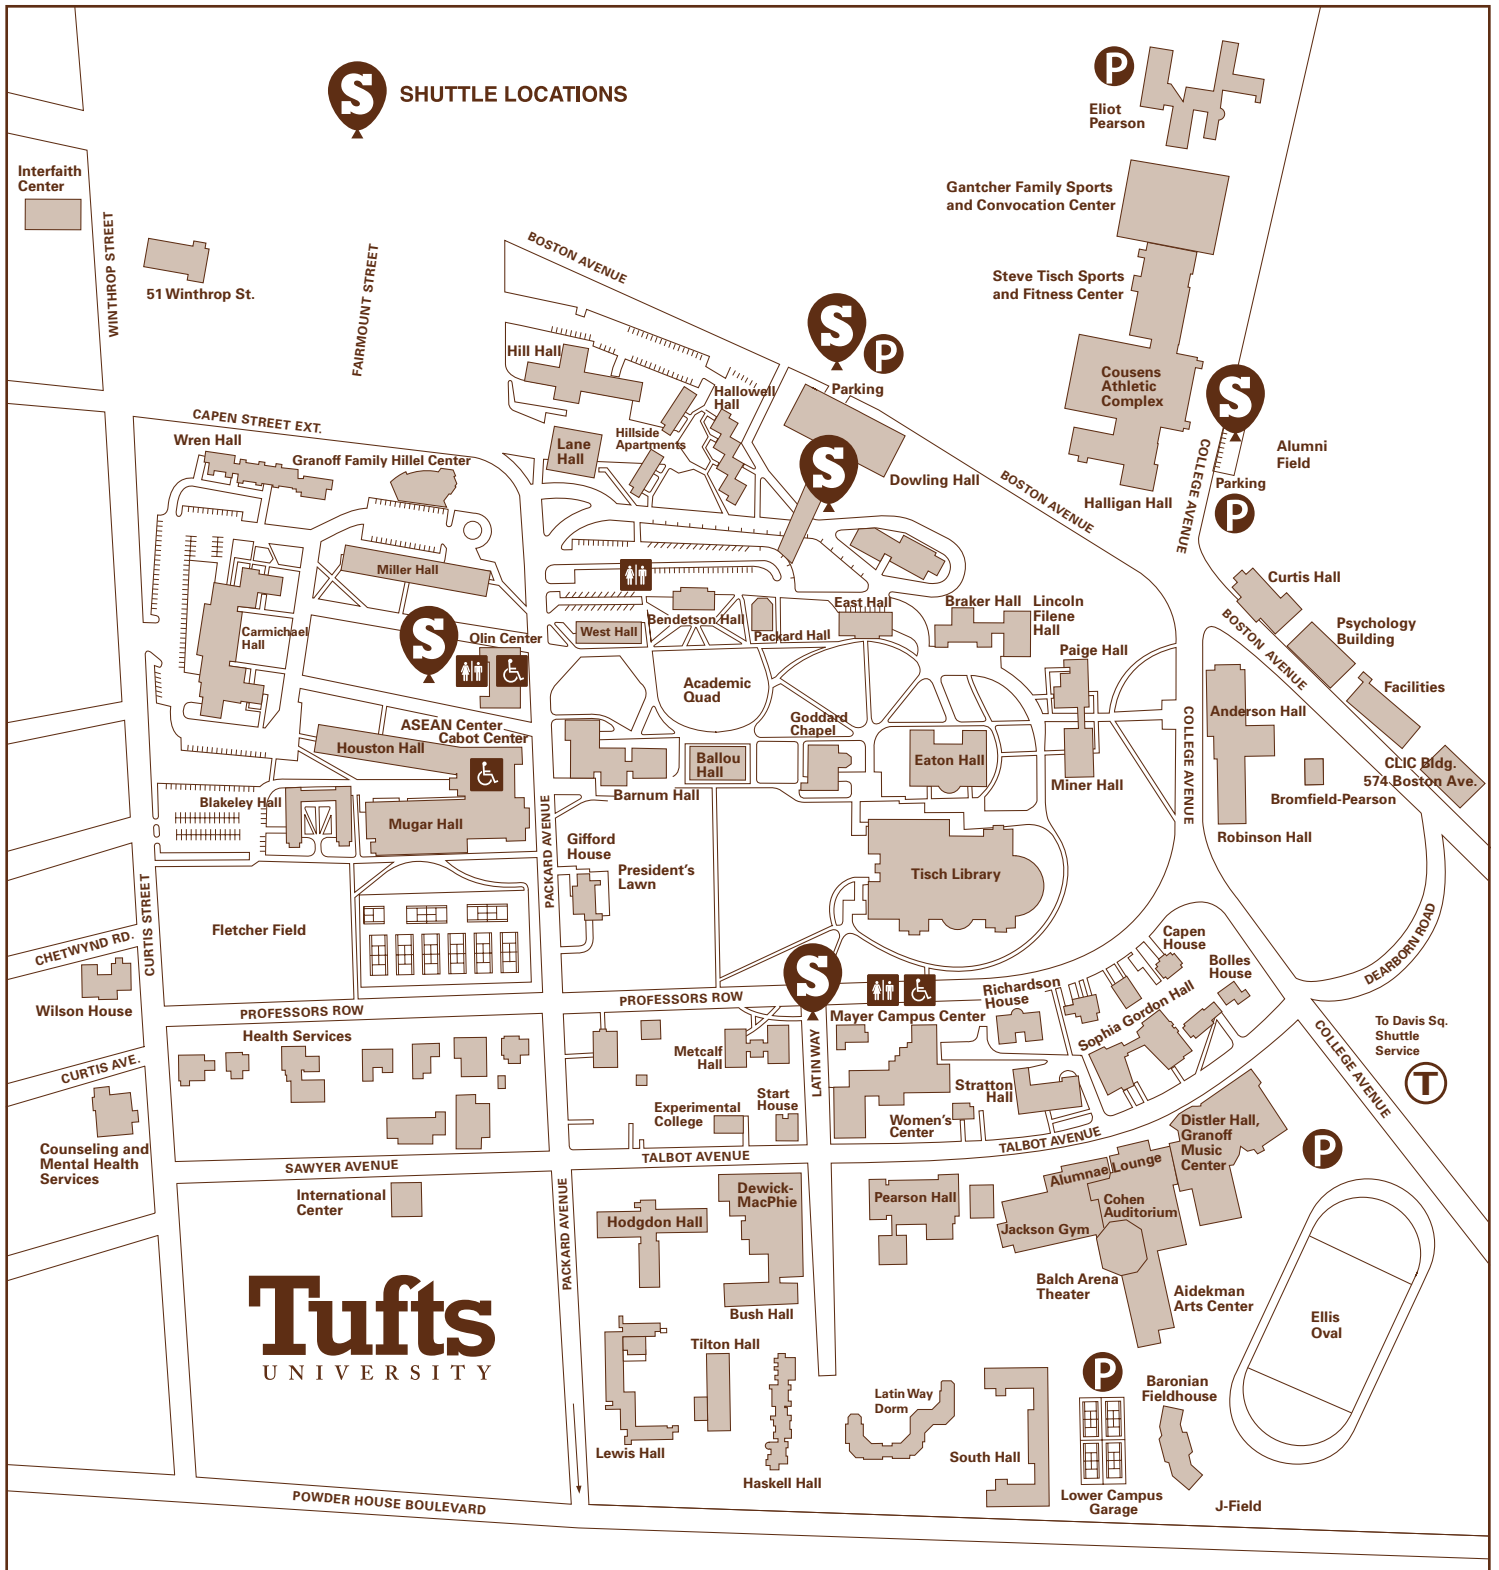 S SHUTTLE LOCATIONS
P
Eliot
Pearson
Interfaith
Center
WINTHROP STREET
51 Winthrop St.
FAIRMOUNT STREET
BOSTON AVENUE
Gantcher Family Sports
and Convocation Center
Steve Tisch Sports
and Fitness Center
S
P
Parking
Hill Hall
Hallowell
Hall
Cousens
Athletic
Complex
S
CAPEN STREET EXT.
Wren Hall
Granoff Family Hillel Center
Lane
Hall
Hillside
Apartments
S
Dowling Hall
BOSTON AVENUE
Halligan Hall
COLLEGE AVENUE
Alumni
Field
Parking
P
Miller Hall
Carmichael
Hall
S
Olin Center
West Hall
Bendetson Hall
Packard Hall
East Hall
Braker Hall
Lincoln
Filene
Hall
Paige Hall
Curtis Hall
Psychology
Building
BOSTON AVENUE
Facilities
Academic
Quad
Goddard
Chapel
ASEAN Center
Cabot Center
Houston Hall
Ballou
Hall
Eaton Hall
Anderson Hall
COLLEGE AVENUE
CLIC Bldg.
574 Boston Ave.
Miner Hall
Bromfield-Pearson
Barnum Hall
Blakeley Hall
Mugar Hall
PACKARD AVENUE
Gifford
House
President's
Lawn
Robinson Hall
Tisch Library
CURTIS STREET
Fletcher Field
CHETWYND RD.
Wilson House
DEARBORN ROAD
Capen
House
Bolles
House
S
PROFESSORS ROW
PROFESSORS ROW
Richardson
House
Mayer Campus Center
Sophia Gordon Hall
Health Services
CURTIS AVE.
Metcalf
Hall
LATIN WAY
To Davis Sq.
Shuttle
Service
T
COLLEGE AVENUE
Start
House
Stratton
Hall
Experimental
College
Women's
Center
Distler Hall,
Granoff
Music
Center
P
Counseling and
Mental Health
Services
SAWYER AVENUE
TALBOT AVENUE
TALBOT AVENUE
Alumnae Lounge
International
Center
PACKARD AVENUE
Dewick-
MacPhie
Pearson Hall
Cohen
Auditorium
Hodgdon Hall
Jackson Gym
Balch Arena
Theater
Aidekman
Arts Center
Tufts
UNIVERSITY
Bush Hall
Ellis
Oval
Tilton Hall
P
Baronian
Fieldhouse
Latin Way
Dorm
Lewis Hall
Haskell Hall
South Hall
Lower Campus
Garage
J-Field
POWDER HOUSE BOULEVARD